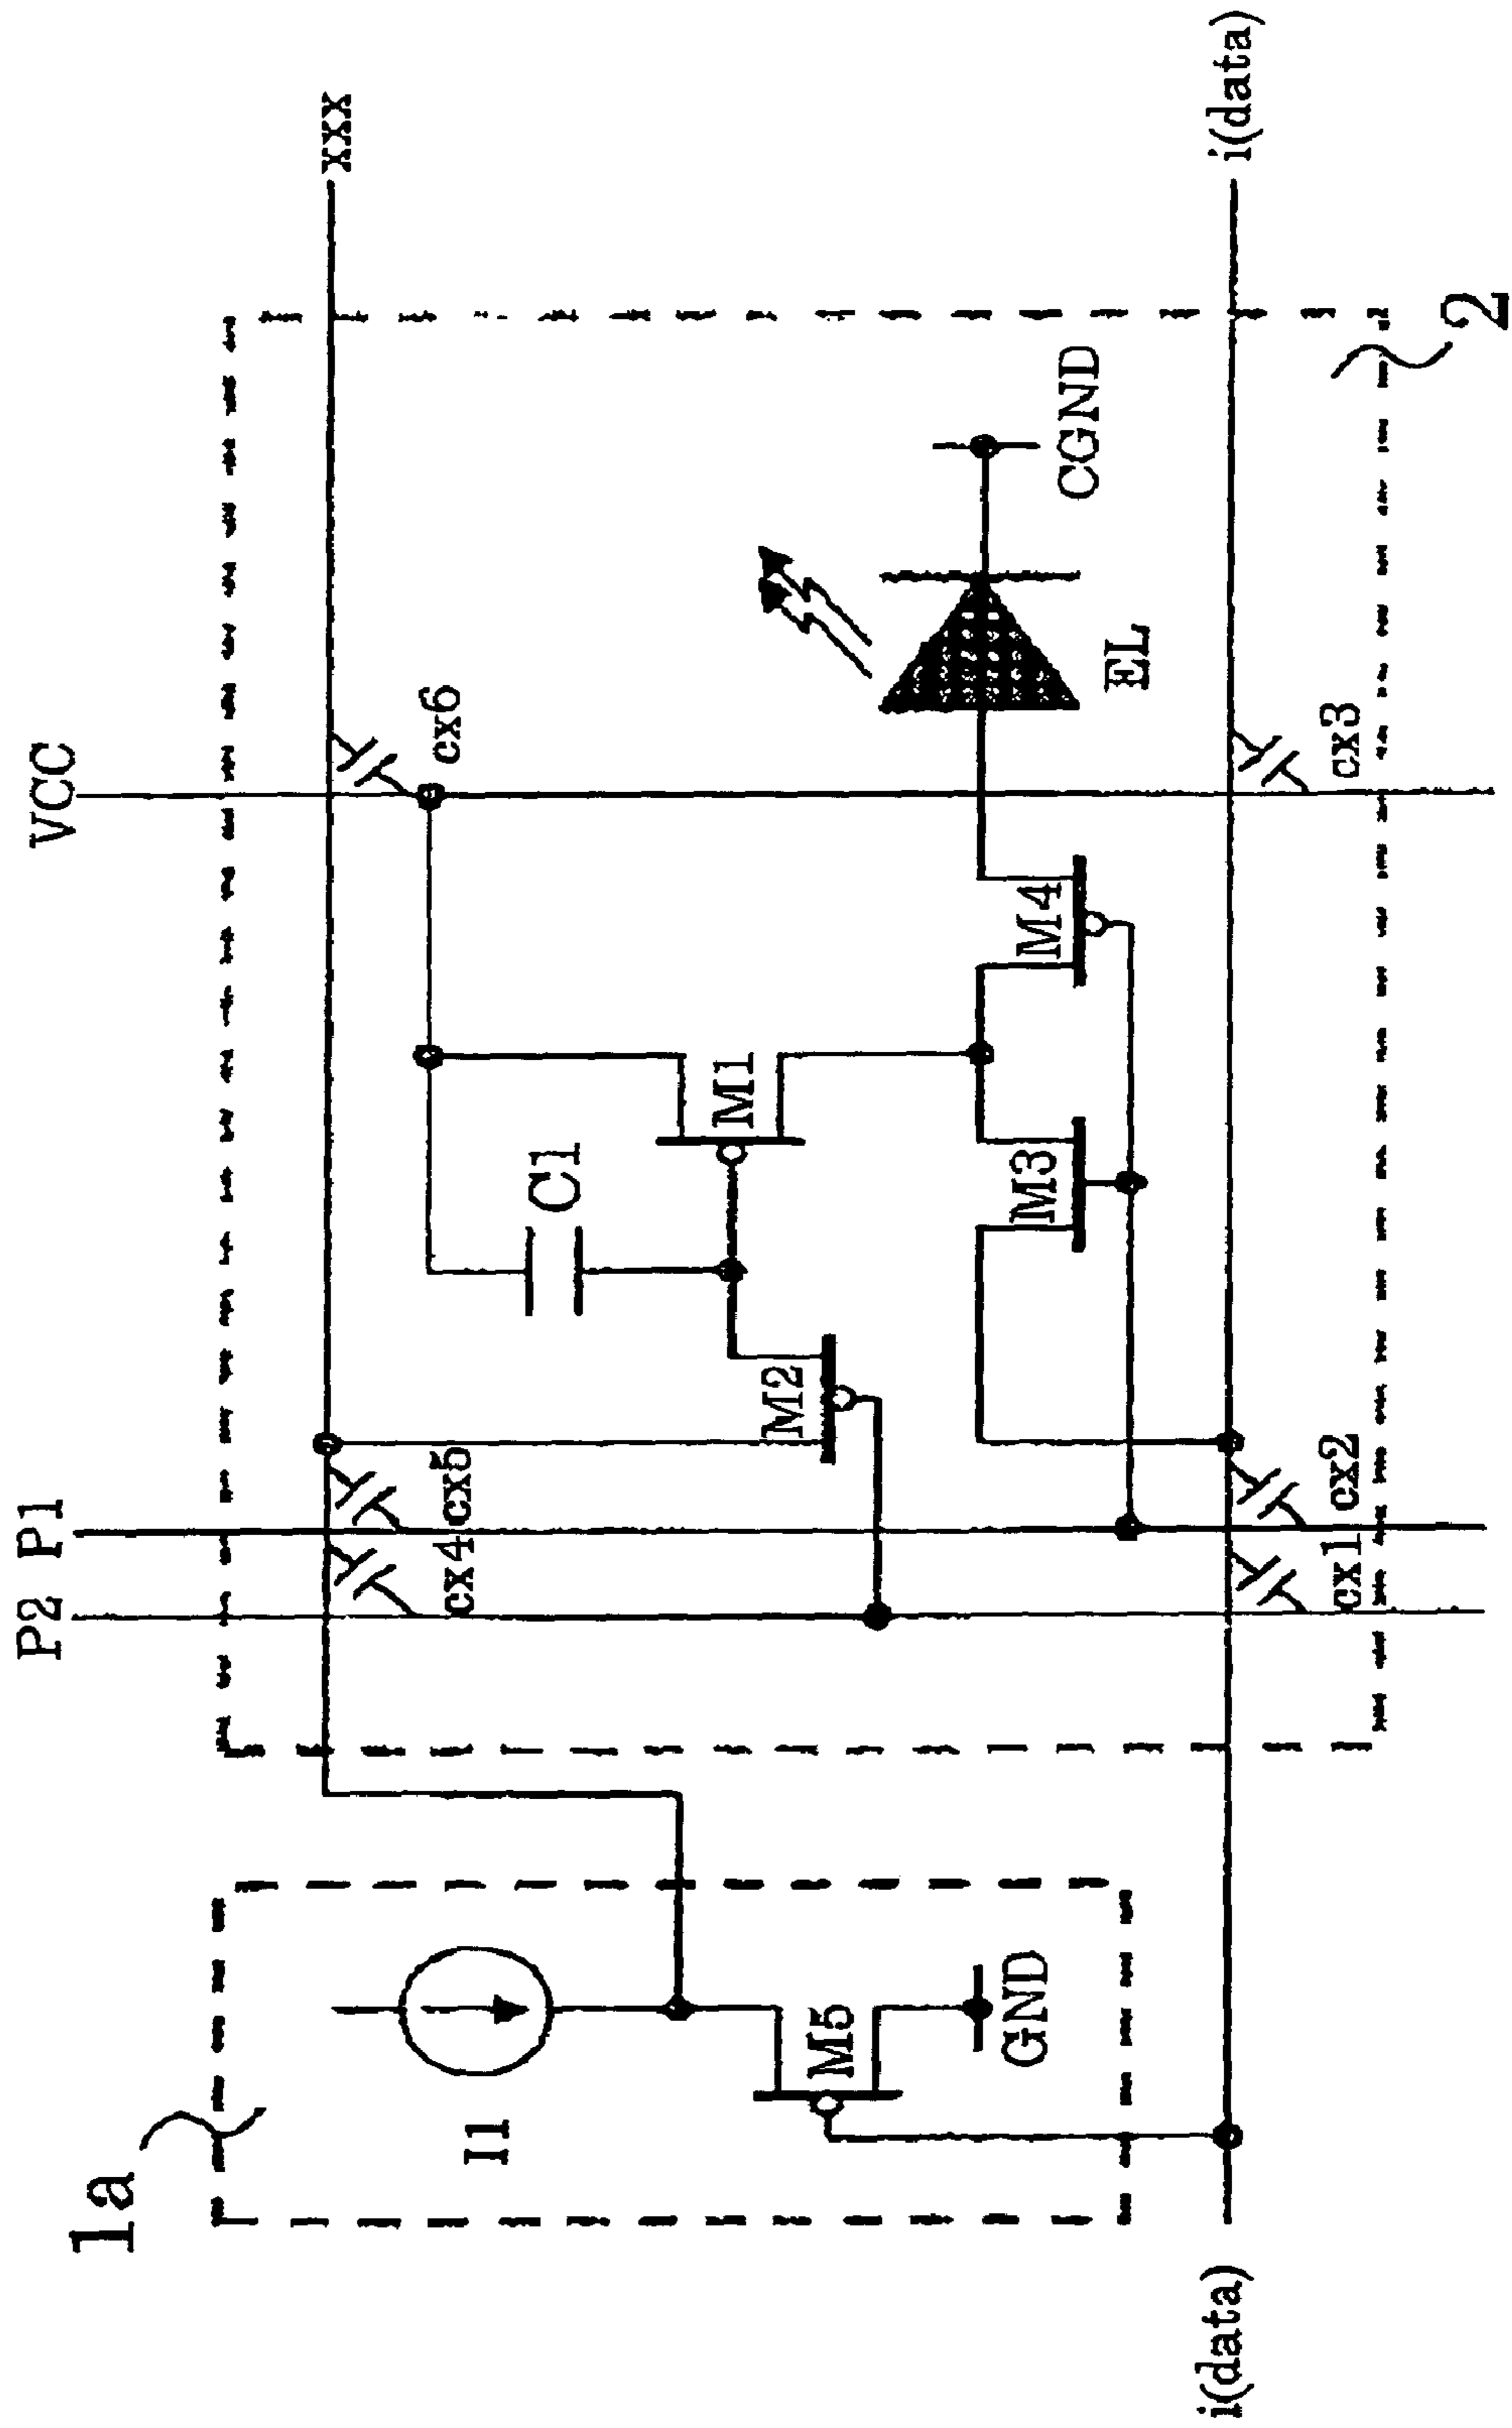 1a
I1
M5
GND
i(data)
P2
P1
VCC
xxx
cx4
cx5
cx6
C1
M1
M2
M3
M4
EL
CGND
cx1
cx2
cx3
i(data)
2